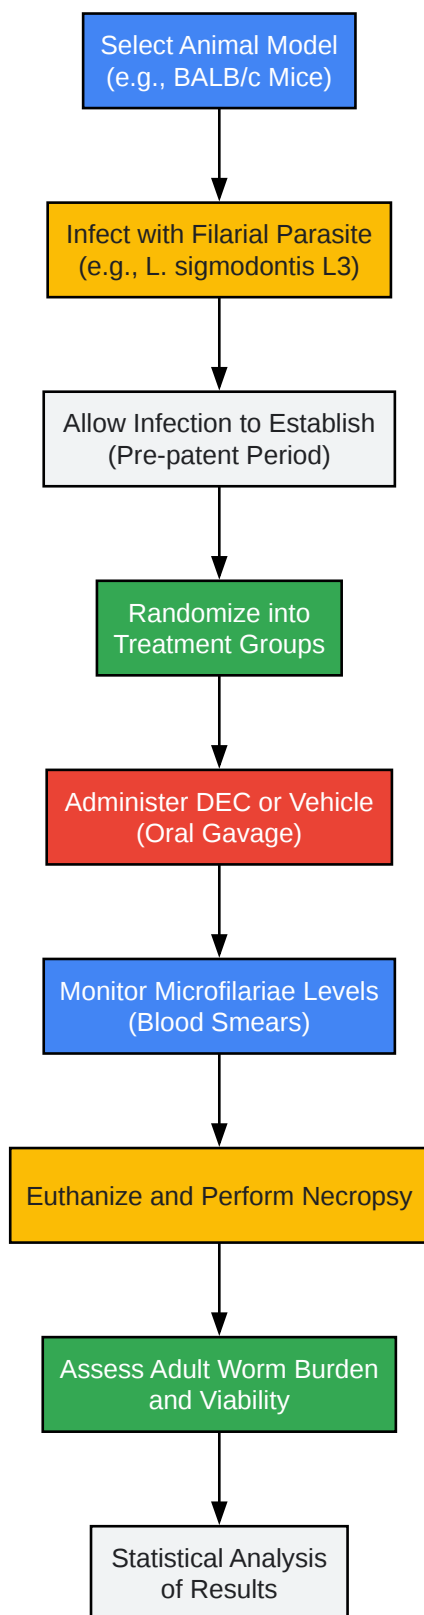 Select Animal Model
(e.g., BALB/c Mice)
Infect with Filarial Parasite
(e.g., L. sigmodontis L3)
Allow Infection to Establish
(Pre-patent Period)
Randomize into
Treatment Groups
Administer DEC or Vehicle
(Oral Gavage)
Monitor Microfilariae Levels
(Blood Smears)
Euthanize and Perform Necropsy
Assess Adult Worm Burden
and Viability
Statistical Analysis
of Results